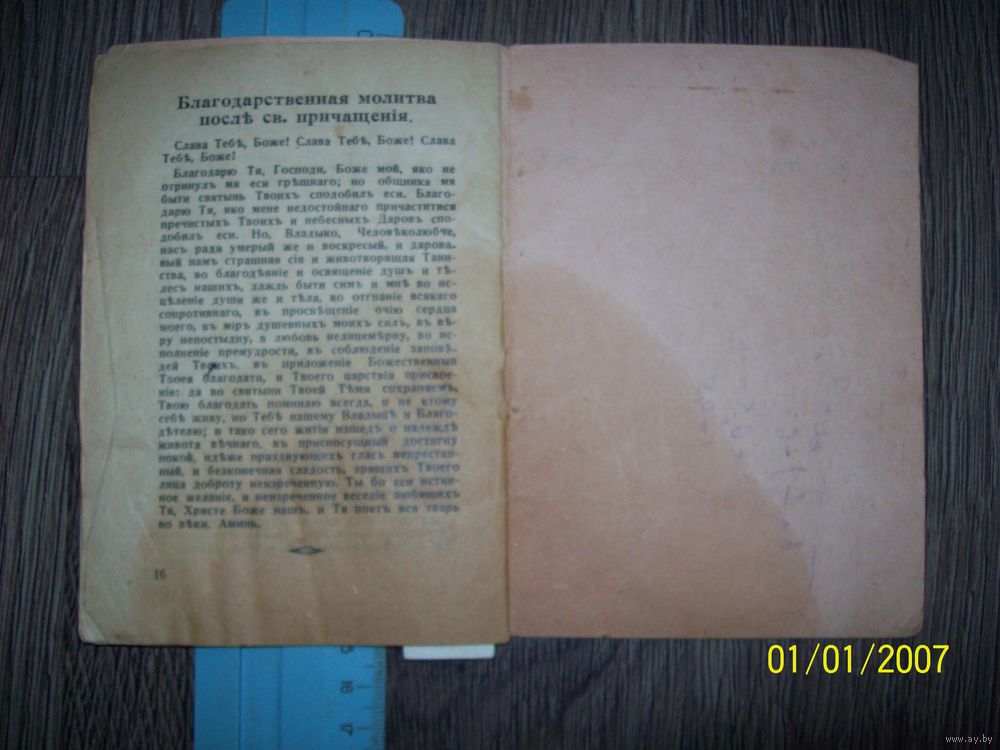 Благодарственная молитва
послѣ св. причащенія.
Слава Тебѣ, Боже! Слава Тебѣ, Боже! Слава
Тебѣ, Боже!
Благодарю Тя, Господи, Боже мой, яко не
отринулъ мя еси грѣшнаго; но общника мя
быти святынь Твоихъ сподобилъ еси. Благо-
дарю Тя, яко мене недостойнаго причаститися
пречистыхъ Твоихъ и небесныхъ Даровъ спо-
добилъ еси. Но, Владыко, Человѣколюбче,
насъ ради умерый же и воскресый, и дарова-
вый намъ страшная сія и животворящая Таин-
ства, во благодѣяніе и освященіе душъ и тѣ-
лесъ нашихъ, даждь быти симъ и мнѣ во ис-
цѣленіе души же и тѣла, во отгнаніе всякаго
сопротивнаго, въ просвѣщеніе очію сердца
моего, въ миръ душевныхъ моихъ силъ, въ вѣ-
ру непостыдну, в любовь нелицемѣрну, во ис-
полненіе премудрости, въ соблюденіе заповѣ-
дей Твоихъ, въ приложеніе Божественныя
Твоея благодати, и Твоего царствія присвое-
ніе: да во святыни Твоей Тѣми сохраняемъ,
Твою благодать поминаю всегда, и не ктому
себѣ живу, но Тебѣ нашему Владыцѣ и Благо-
дѣтелю; и тако сего житія изшедъ о надеждѣ
живота вѣчнаго, въ присносущный достигну
покой, идѣже празднующихъ гласъ непрестан-
ный, и безконечная сладость, зрящихъ Твоего
лица доброту неизреченную. Ты бо еси истин-
ное желаніе, и неизреченное веселіе любящихъ
Тя, Христе Боже нашъ, и Тя поетъ вся тварь
во вѣки. Аминь.
16
16
17
01/01/2007
www.ay.by